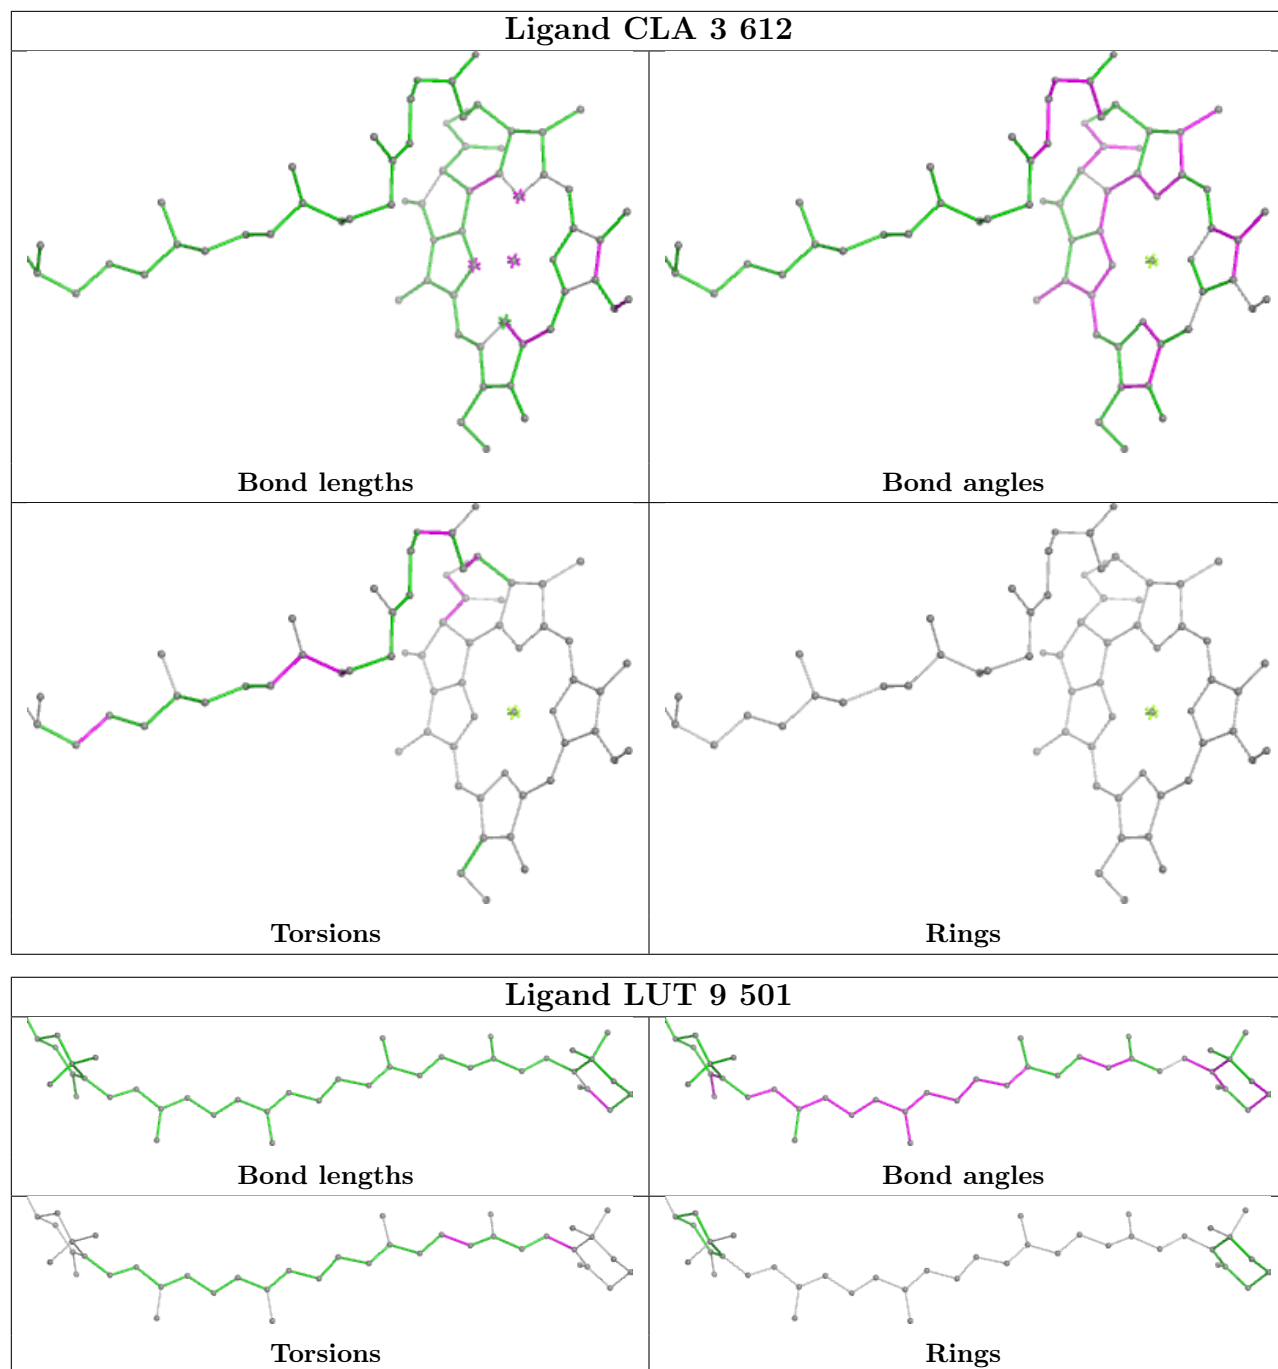 Ligand CLA 3 612
Bond lengths
Bond angles
Torsions
Rings
Ligand LUT 9 501
Bond lengths
Bond angles
Torsions
Rings